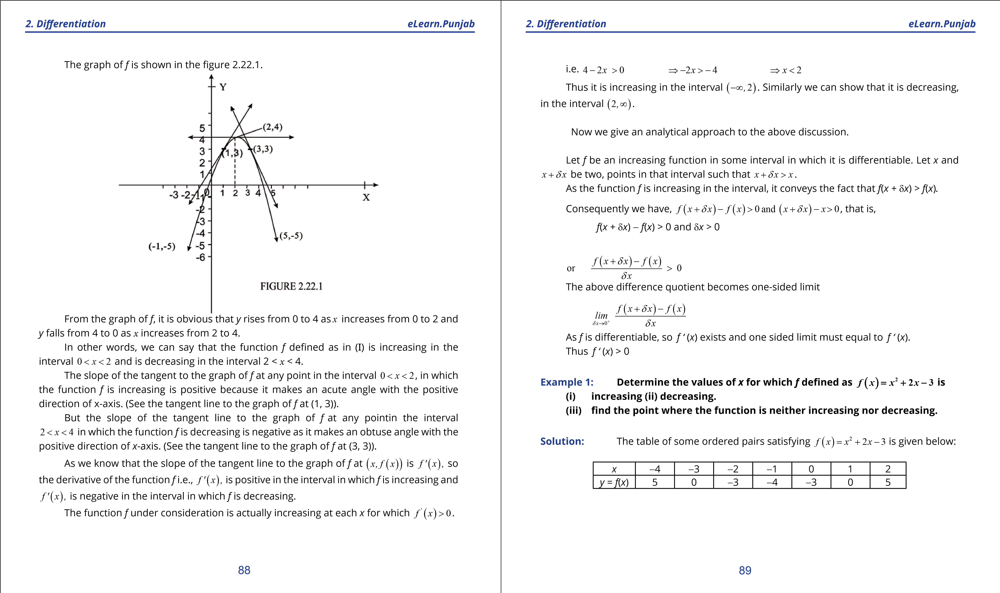 2. Differentiation eLearn.Punjab
The graph of f is shown in the figure 2.22.1.
Y
(2,4)
5
4
3
(1,3)
(3,3)
2
1
-3 -2 -1 0 1 2 3 4 5
X
-1
-2
-3
-4
(5,-5)
(-1,-5)
-5
-6
FIGURE 2.22.1
From the graph of f, it is obvious that y rises from 0 to 4 as x increases from 0 to 2 and
y falls from 4 to 0 as x increases from 2 to 4.
In other words, we can say that the function f defined as in (I) is increasing in the
interval 0 < x < 2 and is decreasing in the interval 2 < x < 4.
The slope of the tangent to the graph of f at any point in the interval 0 < x < 2, in which
the function f is increasing is positive because it makes an acute angle with the positive
direction of x-axis. (See the tangent line to the graph of f at (1, 3)).
But the slope of the tangent line to the graph of f at any pointin the interval
2 < x < 4 in which the function f is decreasing is negative as it makes an obtuse angle with the
positive direction of x-axis. (See the tangent line to the graph of f at (3, 3)).
As we know that the slope of the tangent line to the graph of f at (x, f(x)) is f′(x), so
the derivative of the function f i.e., f′(x), is positive in the interval in which f is increasing and
f′(x), is negative in the interval in which f is decreasing.
The function f under consideration is actually increasing at each x for which f′(x) > 0.
88
2. Differentiation eLearn.Punjab
i.e. 4 − 2x > 0 ⇒ −2x > −4 ⇒ x < 2
Thus it is increasing in the interval (−∞, 2). Similarly we can show that it is decreasing,
in the interval (2, ∞).
Now we give an analytical approach to the above discussion.
Let f be an increasing function in some interval in which it is differentiable. Let x and
x + δx be two, points in that interval such that x + δx > x.
As the function f is increasing in the interval, it conveys the fact that f(x + δx) > f(x).
Consequently we have, f(x + δx) − f(x) > 0 and (x + δx) − x > 0, that is,
f(x + δx) − f(x) > 0 and δx > 0
or f(x + δx) − f(x) / δx > 0
The above difference quotient becomes one-sided limit
lim δx→0⁺ f(x + δx) − f(x) / δx
As f is differentiable, so f ′(x) exists and one sided limit must equal to f ′(x).
Thus f ′(x) > 0
Example 1: Determine the values of x for which f defined as f(x) = x² + 2x − 3 is
(i) increasing (ii) decreasing.
(iii) find the point where the function is neither increasing nor decreasing.
Solution: The table of some ordered pairs satisfying f(x) = x² + 2x − 3 is given below:
x −4 −3 −2 −1 0 1 2
y = f(x) 5 0 −3 −4 −3 0 5
89